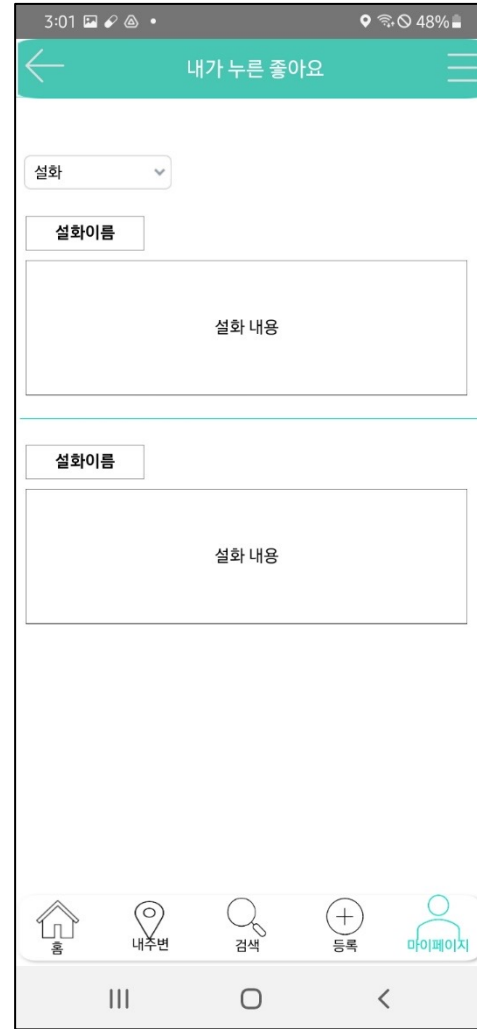 3:01 48%
내가 누른 좋아요
설화
설화이름
설화 내용
설화이름
설화 내용
홈 내주변 검색 등록 마이페이지